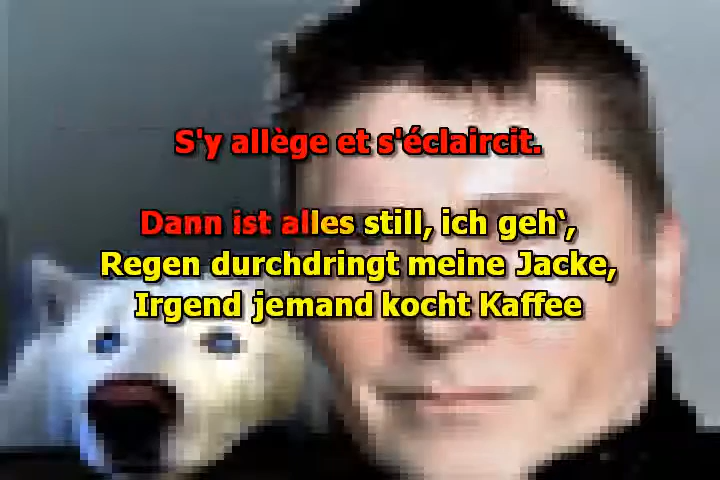 S'y allège et s'éclaircit.
Dann ist alles still, ich geh‘,
Regen durchdringt meine Jacke,
Irgend jemand kocht Kaffee